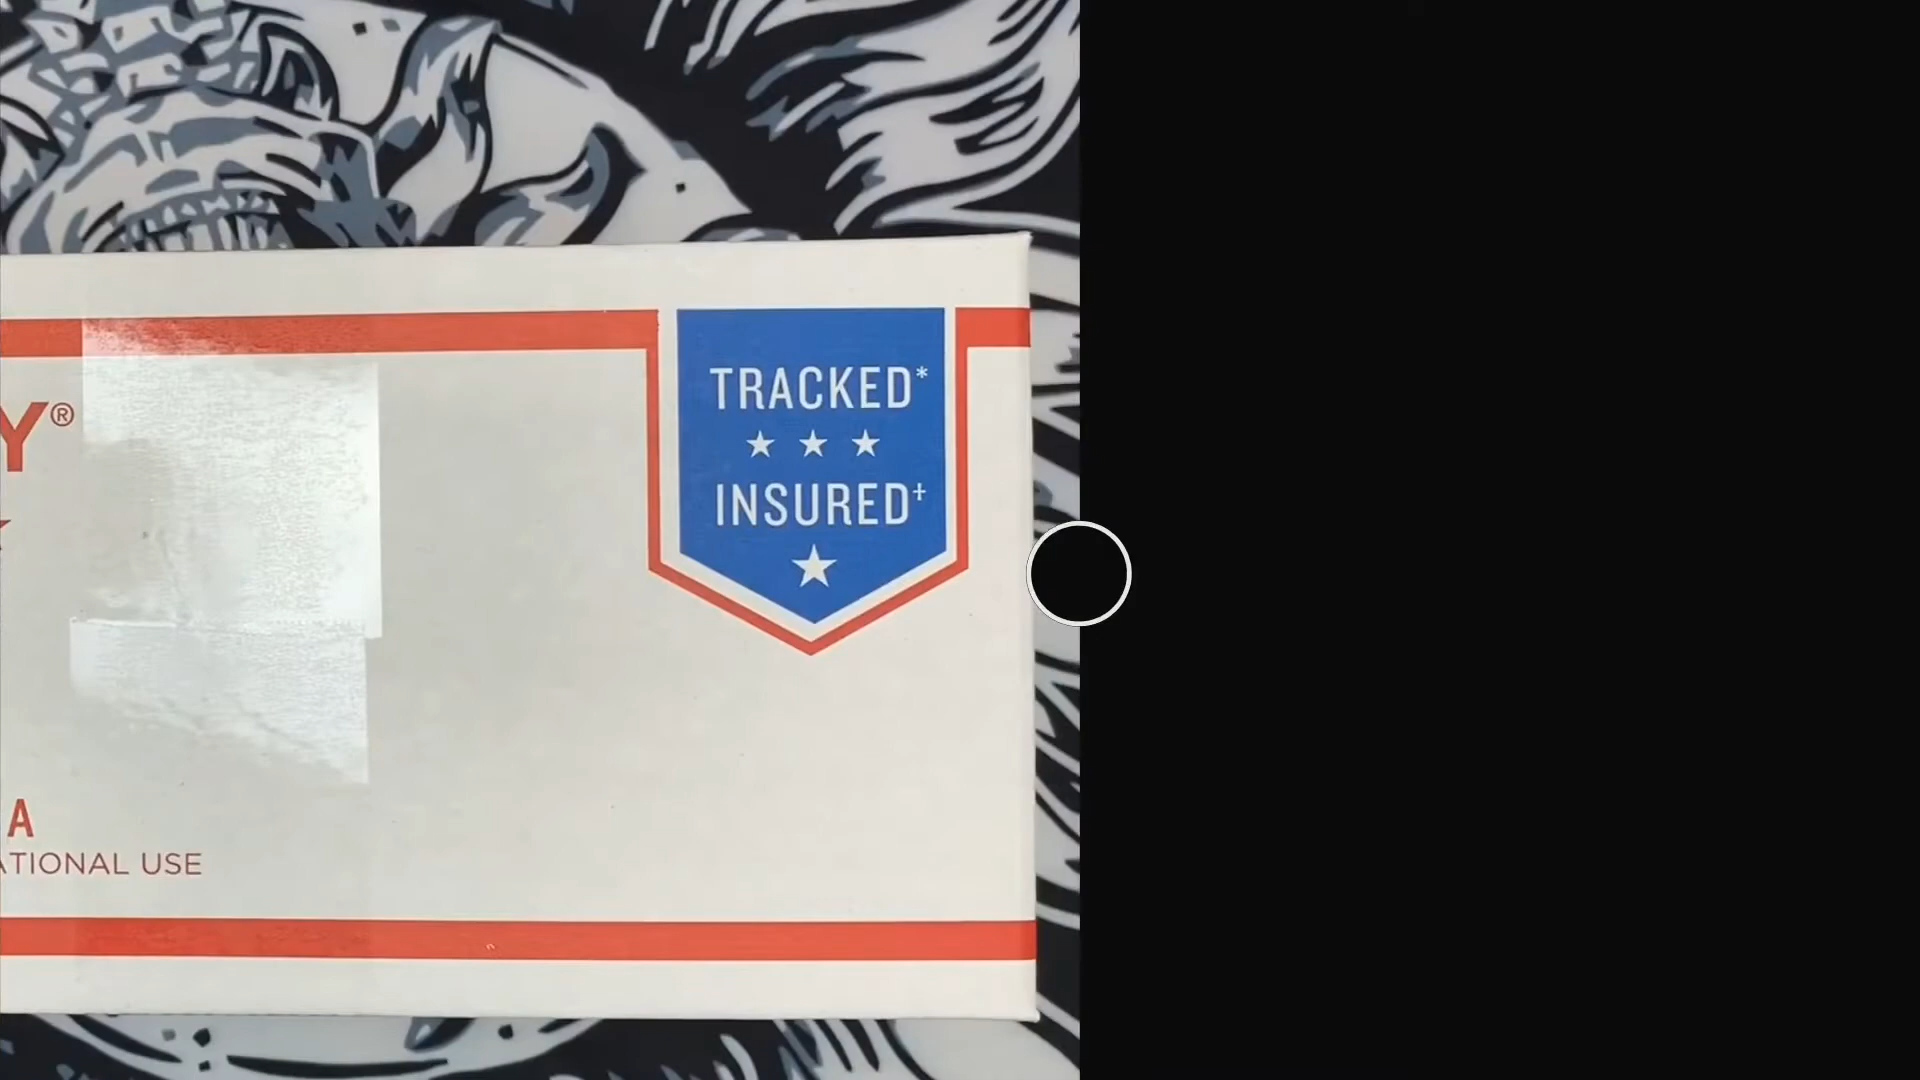 TRACKED*
INSURED†
Y®
A
ATIONAL USE